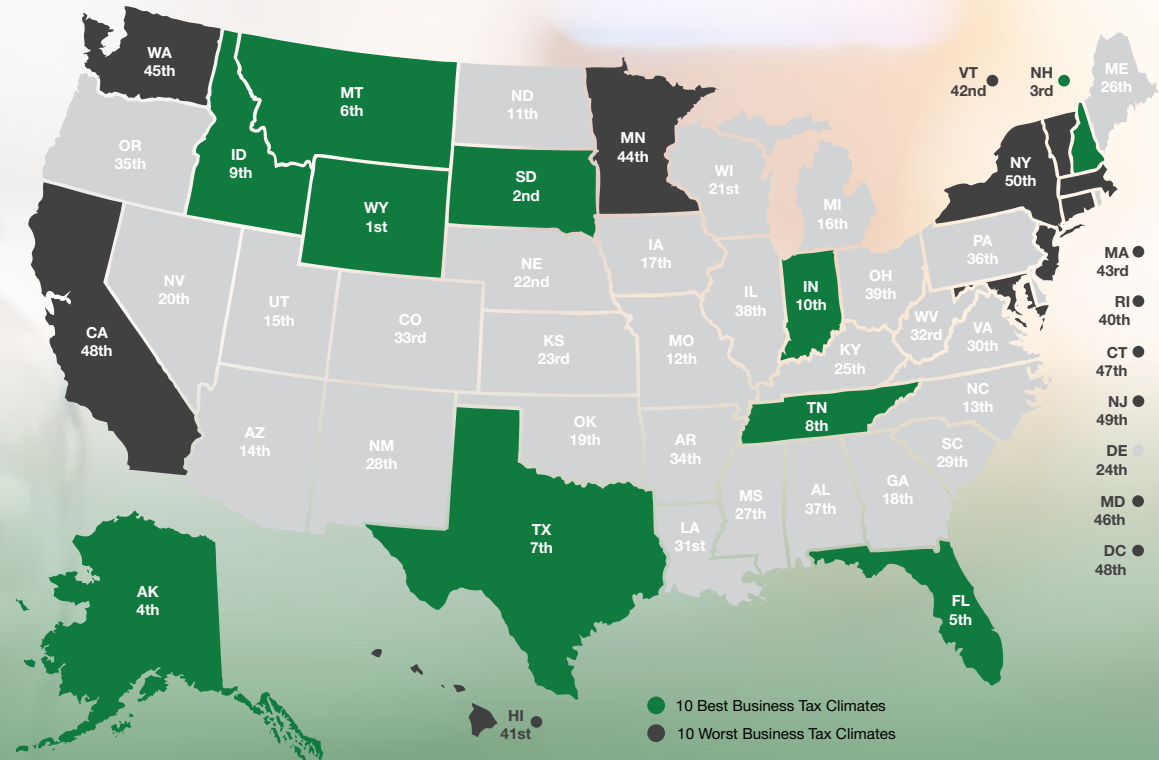 WA
45th
MT
6th
ND
11th
MN
44th
VT
42nd
NH
3rd
ME
26th
OR
35th
ID
9th
SD
2nd
WI
21st
NY
50th
WY
1st
MI
16th
IA
17th
PA
36th
NV
20th
UT
15th
NE
22nd
IL
38th
IN
10th
OH
39th
MA
43rd
RI
40th
CA
48th
CO
33rd
KS
23rd
MO
12th
KY
25th
WV
32rd
VA
30th
CT
47th
NJ
49th
AZ
14th
NM
28th
OK
19th
AR
34th
TN
8th
NC
13th
SC
29th
DE
24th
TX
7th
LA
31st
MS
27th
AL
37th
GA
18th
MD
46th
DC
48th
AK
4th
FL
5th
HI
41st
10 Best Business Tax Climates
10 Worst Business Tax Climates